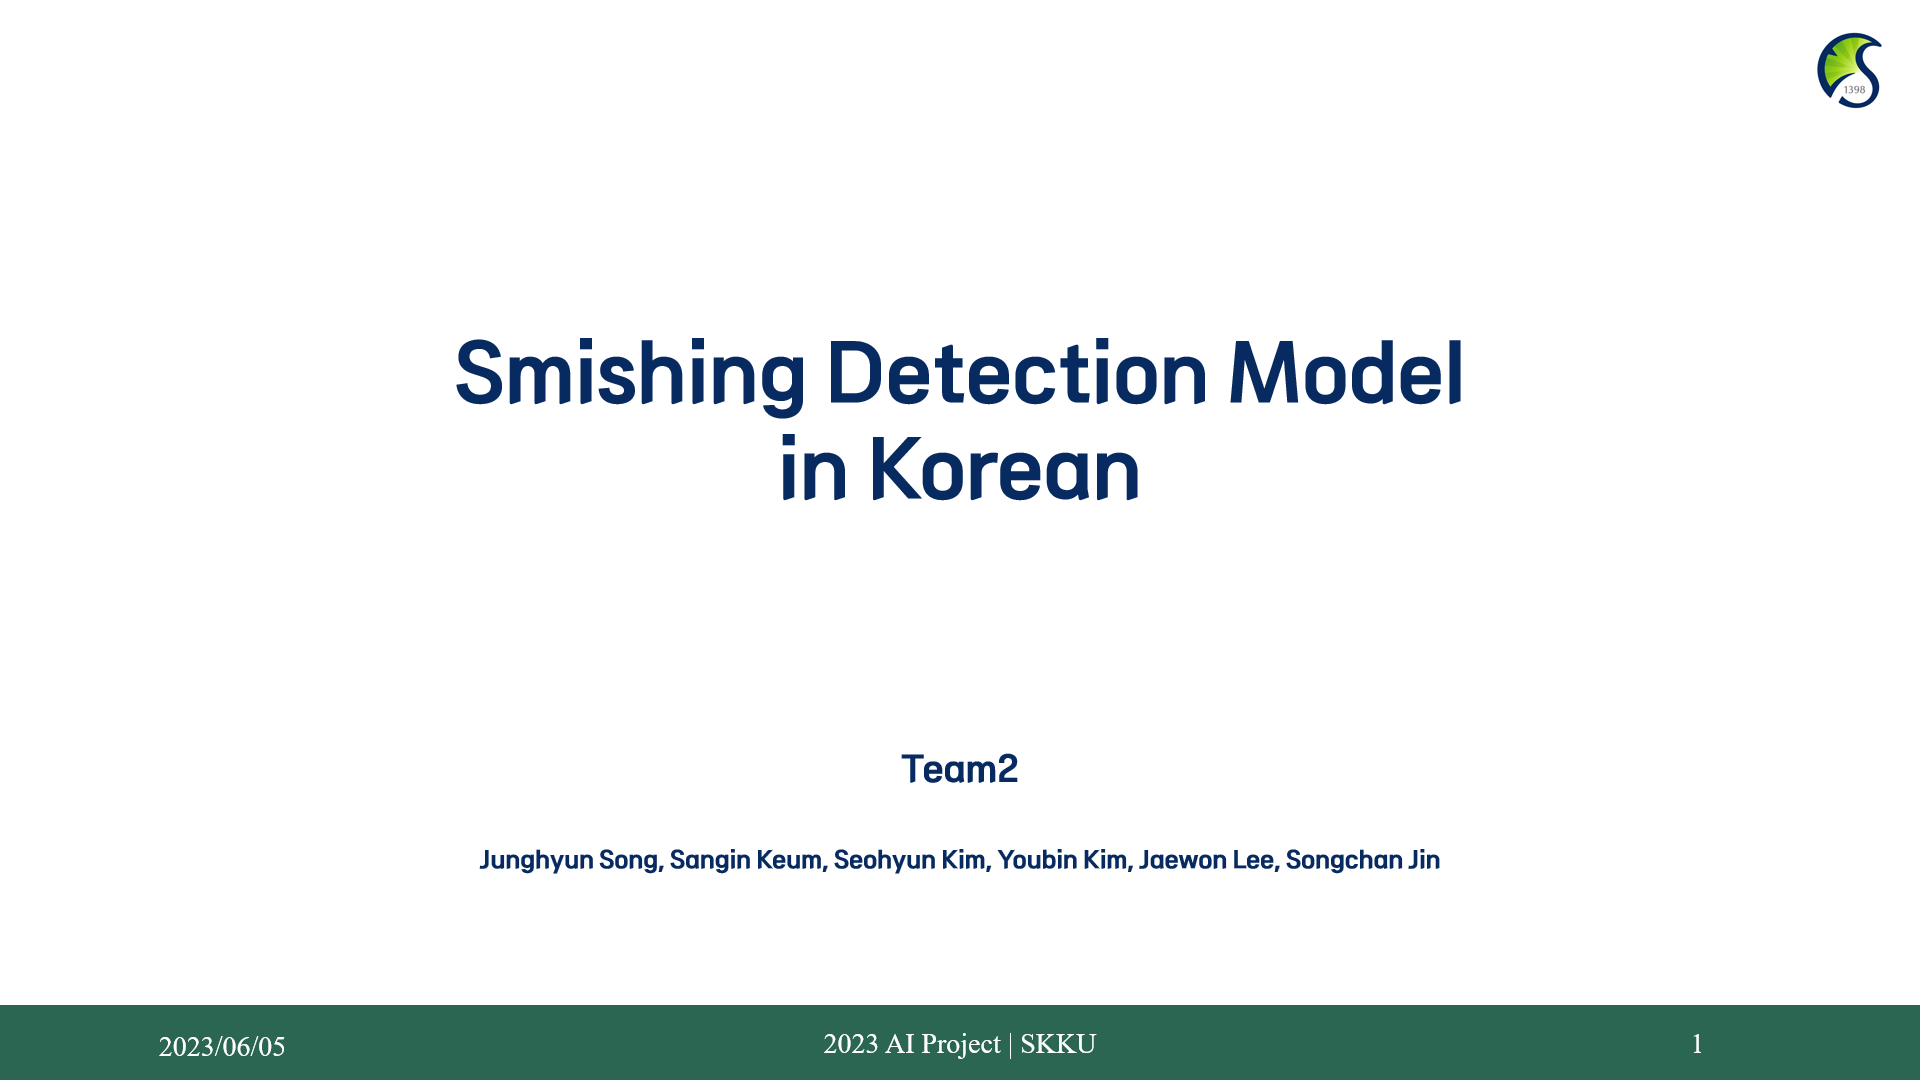 1398
Smishing Detection Model
in Korean
Team2
Junghyun Song, Sangin Keum, Seohyun Kim, Youbin Kim, Jaewon Lee, Songchan Jin
2023/06/05
2023 AI Project | SKKU
1